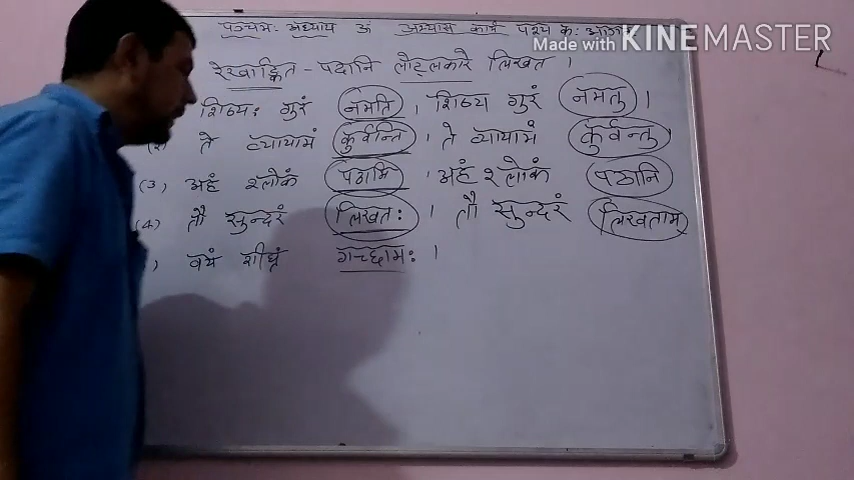 पञ्चमः अध्यायः अभ्यास कार्य
Made with KINEMASTER
रेखाङ्कित - पदानि लोट्लकारे लिखत ।
शिष्यः गुरं नमति । शिष्य गुरं नमतु ।
(२) ते व्यायामं कुर्वन्ति । ते व्यायामं कुर्वन्तु ।
(3) अहं श्लोकं पठामि । अहं श्लोकं पठानि
(4) तौ सुन्दरं लिखतः । तौ सुन्दरं लिखताम्
) वयं शीघ्रं गच्छामः ।